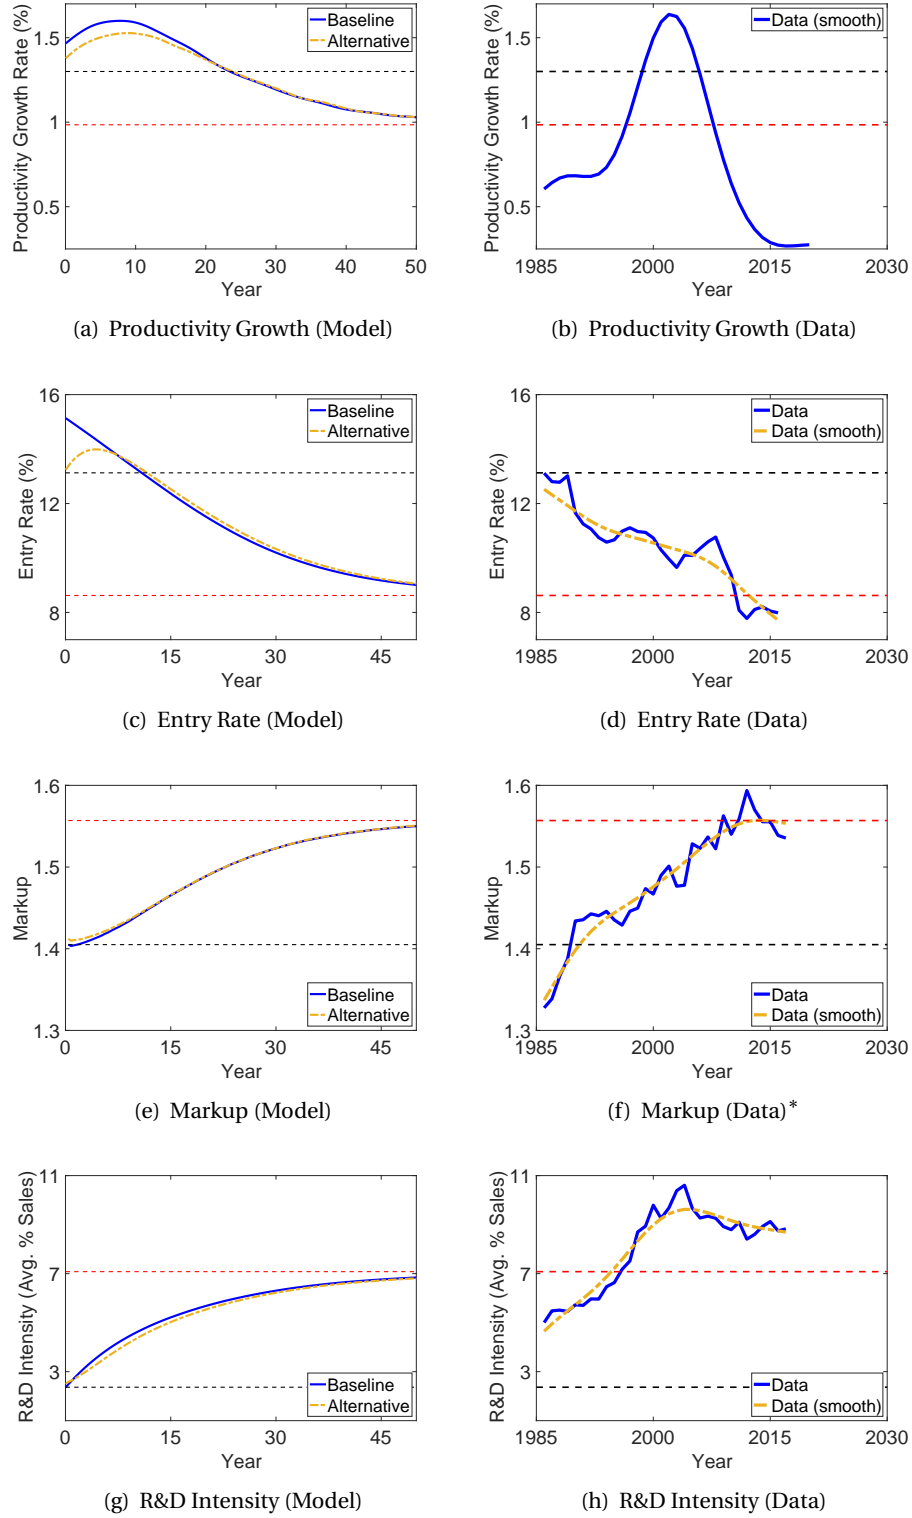 Productivity Growth Rate (%)
1.5
1
0.5
0 10 20 30 40 50
Year
Baseline
Alternative
(a) Productivity Growth (Model)
Productivity Growth Rate (%)
1.5
1
0.5
1985 2000 2015 2030
Year
Data (smooth)
(b) Productivity Growth (Data)
Entry Rate (%)
16
12
8
0 15 30 45
Year
Baseline
Alternative
(c) Entry Rate (Model)
Entry Rate (%)
16
12
8
1985 2000 2015 2030
Year
Data
Data (smooth)
(d) Entry Rate (Data)
Markup
1.6
1.5
1.4
1.3
0 15 30 45
Year
Baseline
Alternative
(e) Markup (Model)
Markup
1.6
1.5
1.4
1.3
1985 2000 2015 2030
Year
Data
Data (smooth)
(f) Markup (Data)*
R&D Intensity (Avg. % Sales)
11
7
3
0 15 30 45
Year
Baseline
Alternative
(g) R&D Intensity (Model)
R&D Intensity (Avg. % Sales)
11
7
3
1985 2000 2015 2030
Year
Data
Data (smooth)
(h) R&D Intensity (Data)